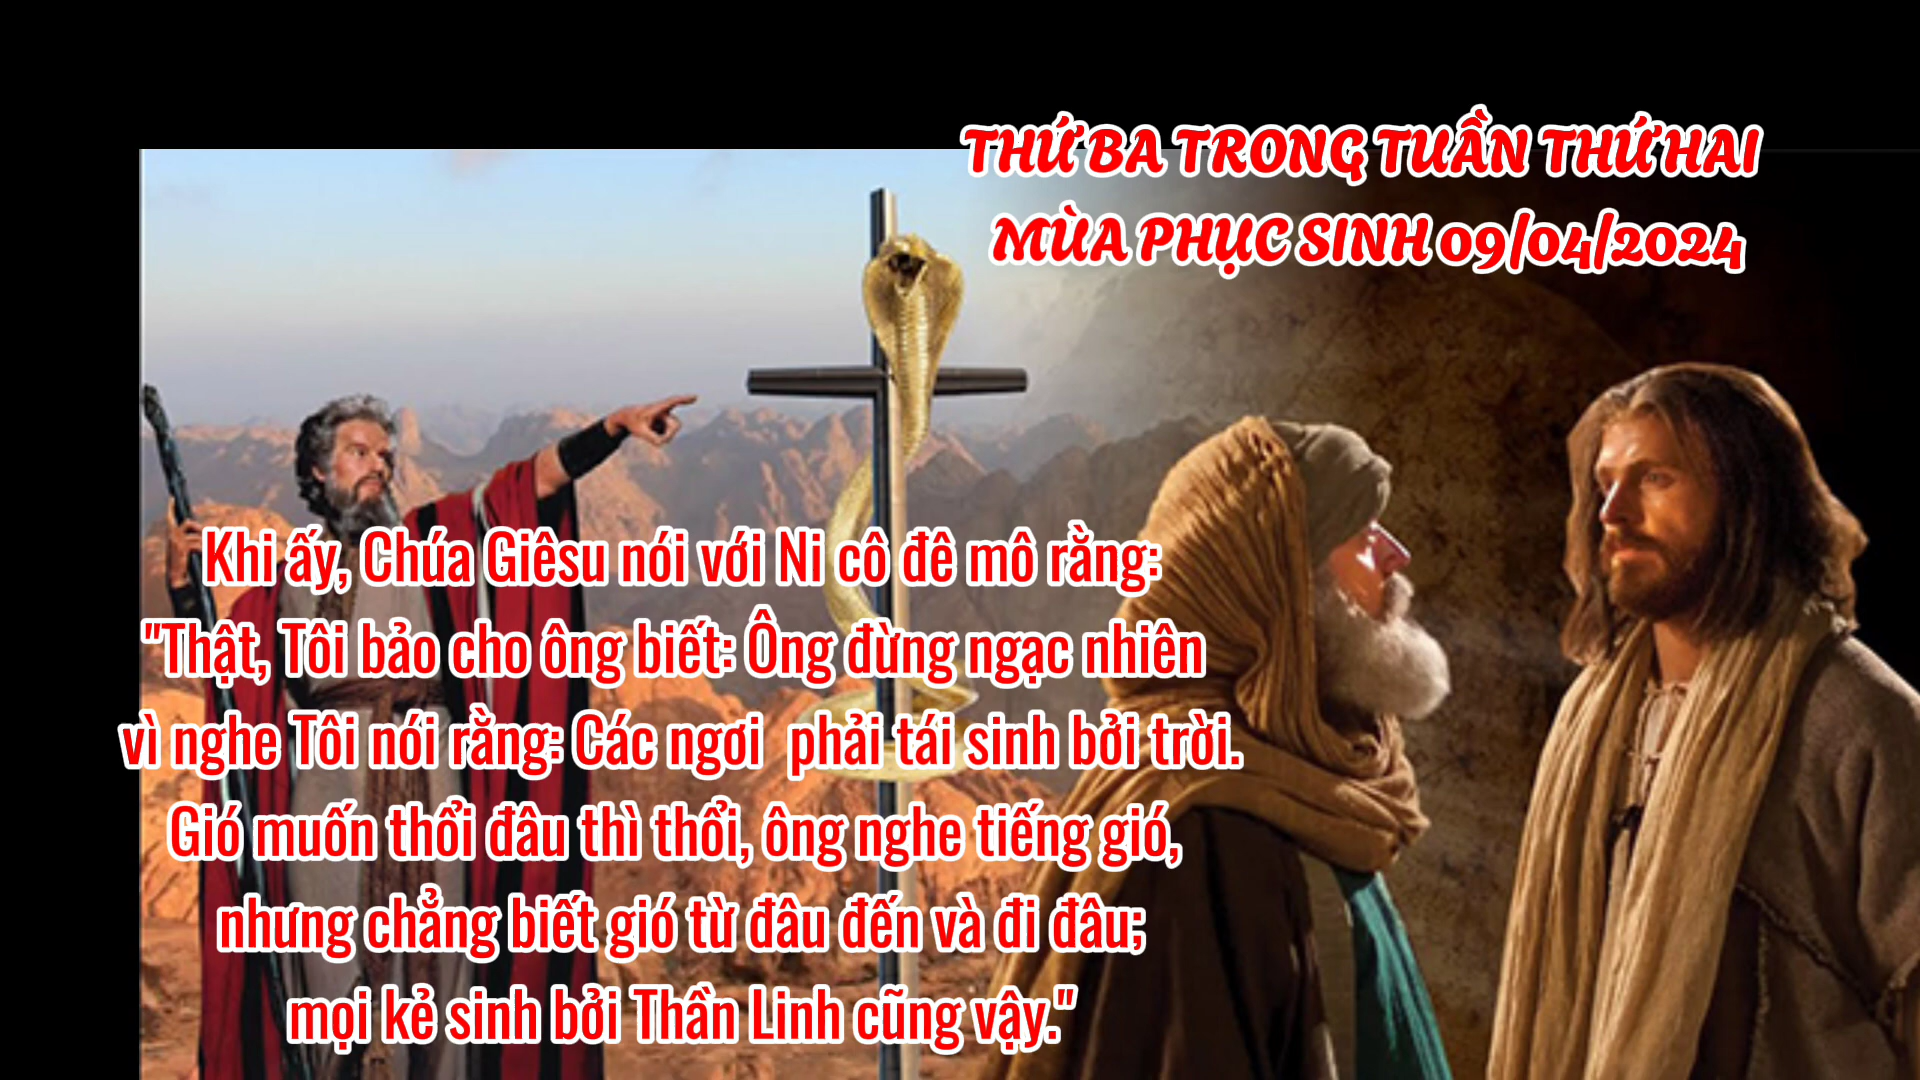 THỨ BA TRONG TUẦN THỨ HAI
MÙA PHỤC SINH 09/04/2024
Khi ấy, Chúa Giêsu nói với Ni cô đê mô rằng:
"Thật, Tôi bảo cho ông biết: Ông đừng ngạc nhiên
vì nghe Tôi nói rằng: Các ngơi phải tái sinh bởi trời.
Gió muốn thổi đâu thì thổi, ông nghe tiếng gió,
nhưng chẳng biết gió từ đâu đến và đi đâu;
mọi kẻ sinh bởi Thần Linh cũng vậy."